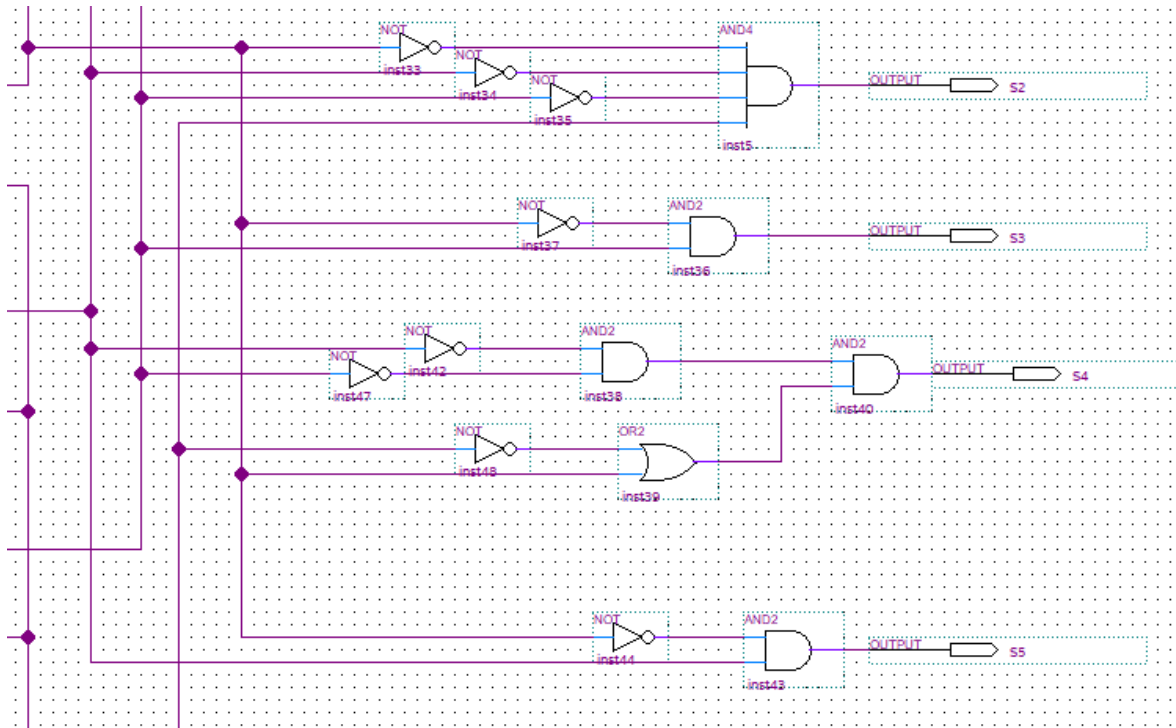 NOT
AND4
inst33
NOT
inst34
NOT
inst35
OUTPUT
S2
inst5
NOT
AND2
inst37
OUTPUT
S3
inst36
NOT
AND2
AND2
NOT
inst42
OUTPUT
S4
inst47
inst38
inst40
NOT
OR2
inst48
inst39
NOT
AND2
inst44
OUTPUT
S5
inst43